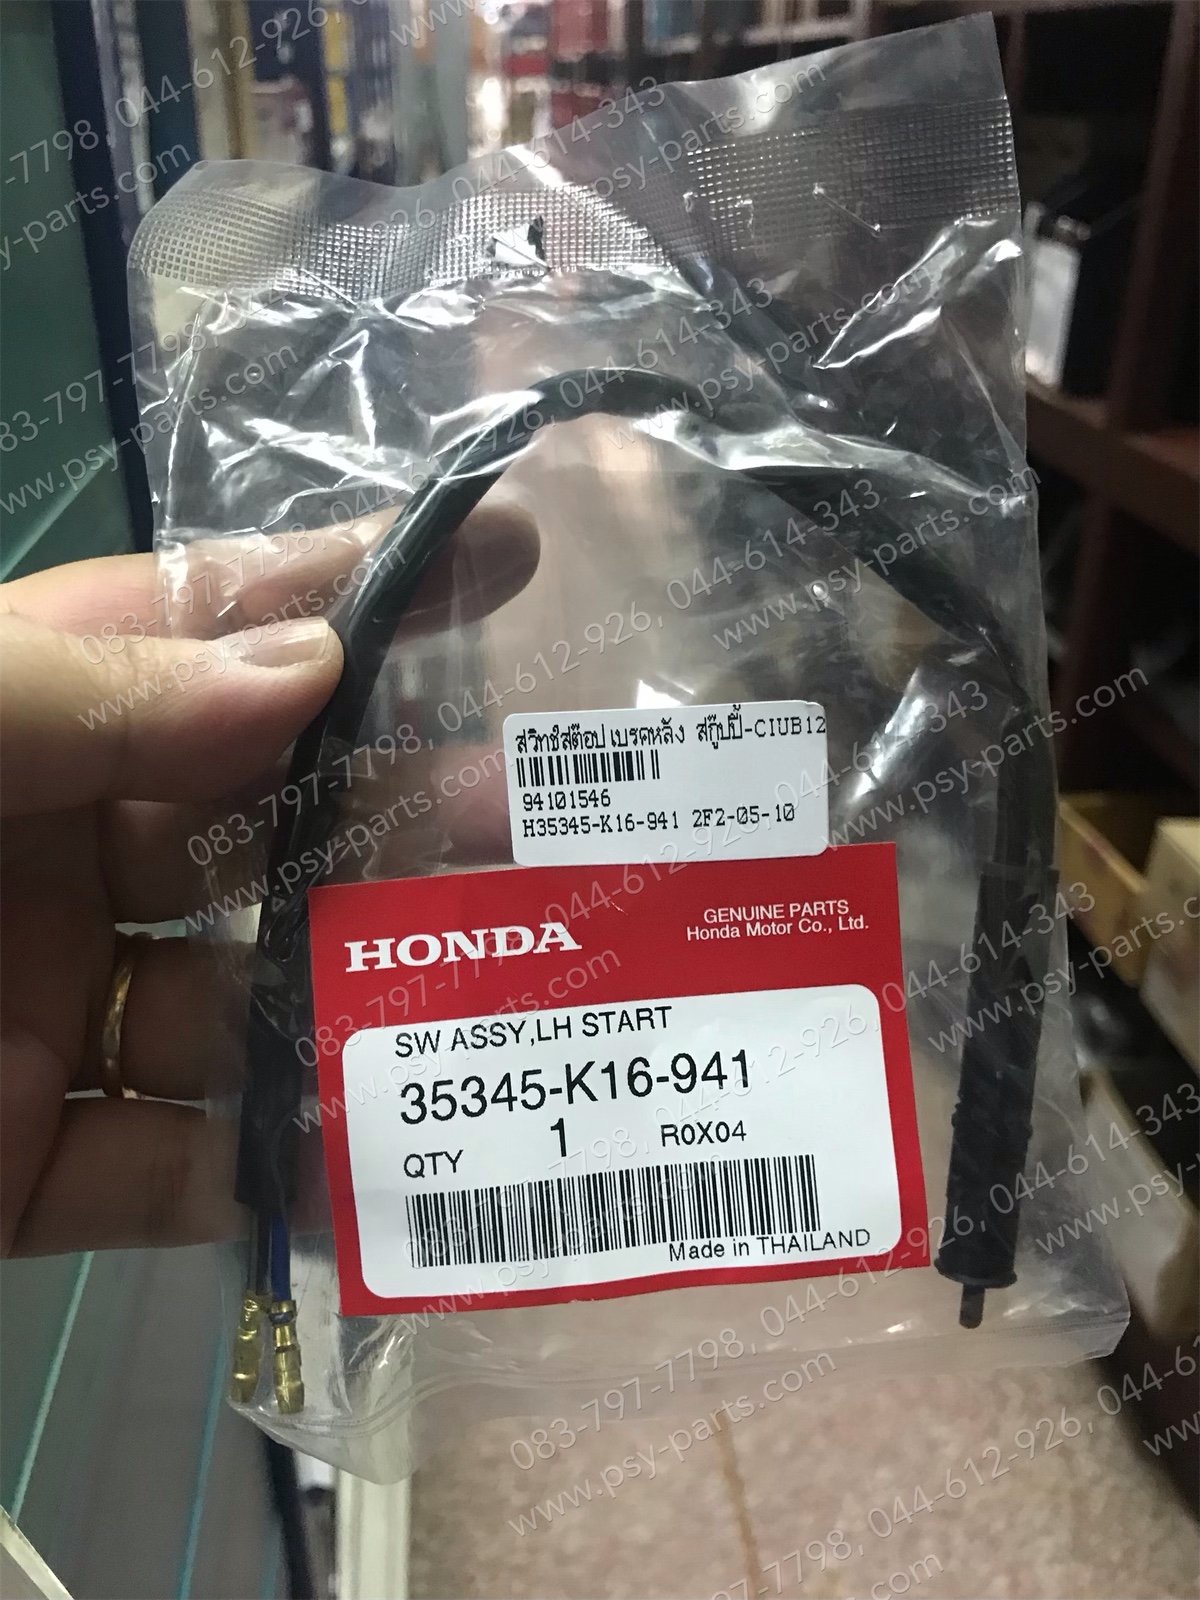 สวิทช์สต๊อป เบรคหลัง สกู๊ปปี้-CIUB12
94101546
H35345-K16-941 2F2-05-10
HONDA
GENUINE PARTS
Honda Motor Co., Ltd.
SW ASSY,LH START
35345-K16-941
QTY 1 R0X04
Made in THAILAND
083-797-7798, 044-612-926, 044-614-343
www.psy-parts.com